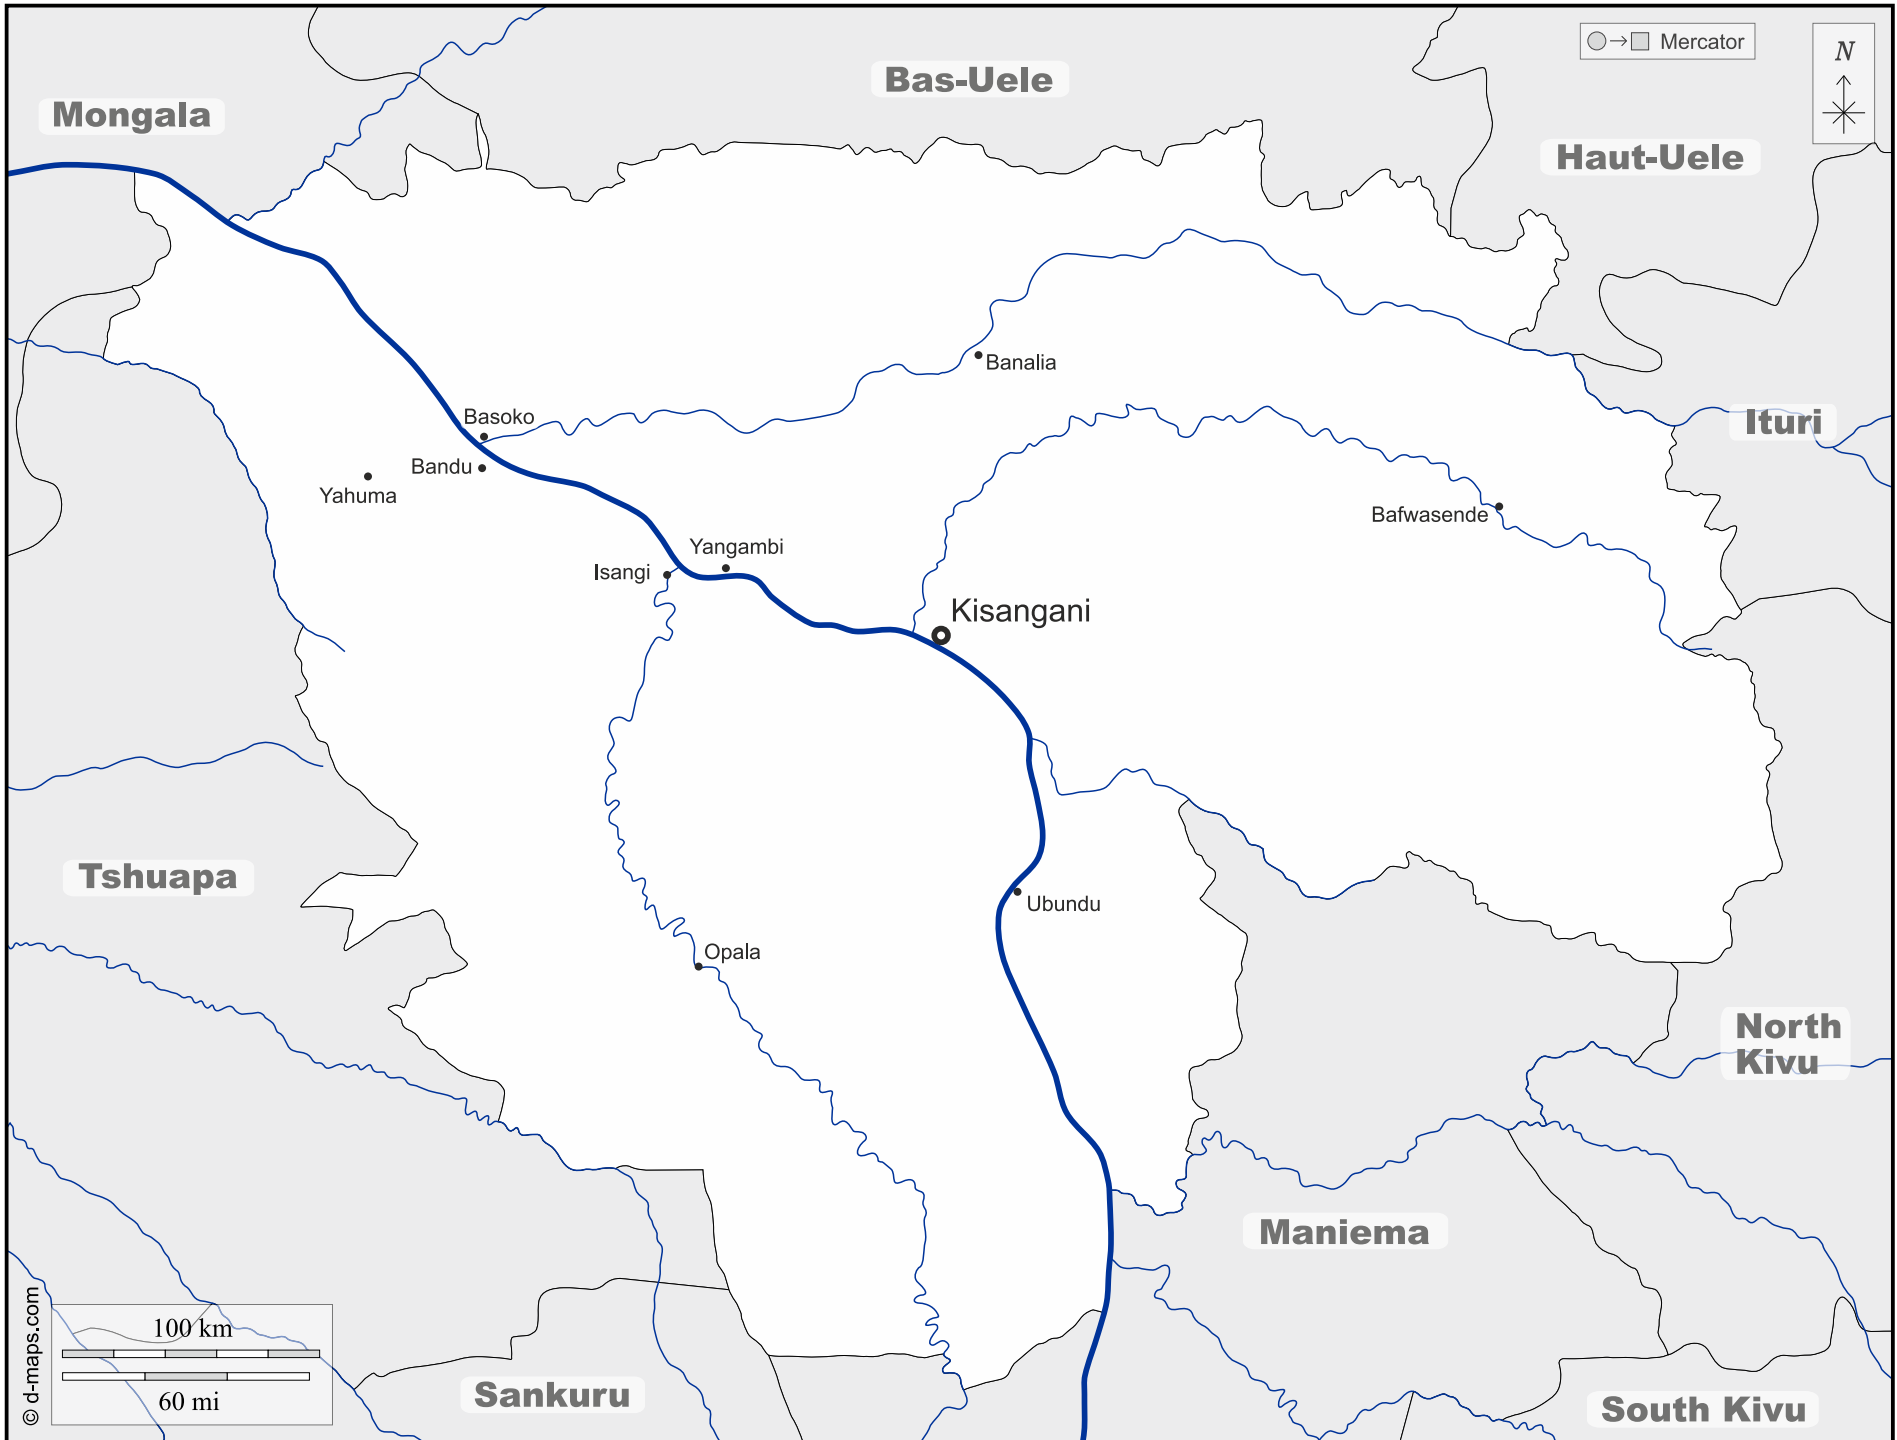 Mercator
N
Bas-Uele
Mongala
Haut-Uele
Banalia
Basoko
Ituri
Bandu
Yahuma
Bafwasende
Yangambi
Isangi
Kisangani
Tshuapa
Ubundu
Opala
North
Kivu
Maniema
100 km
60 mi
Sankuru
South Kivu
© d-maps.com